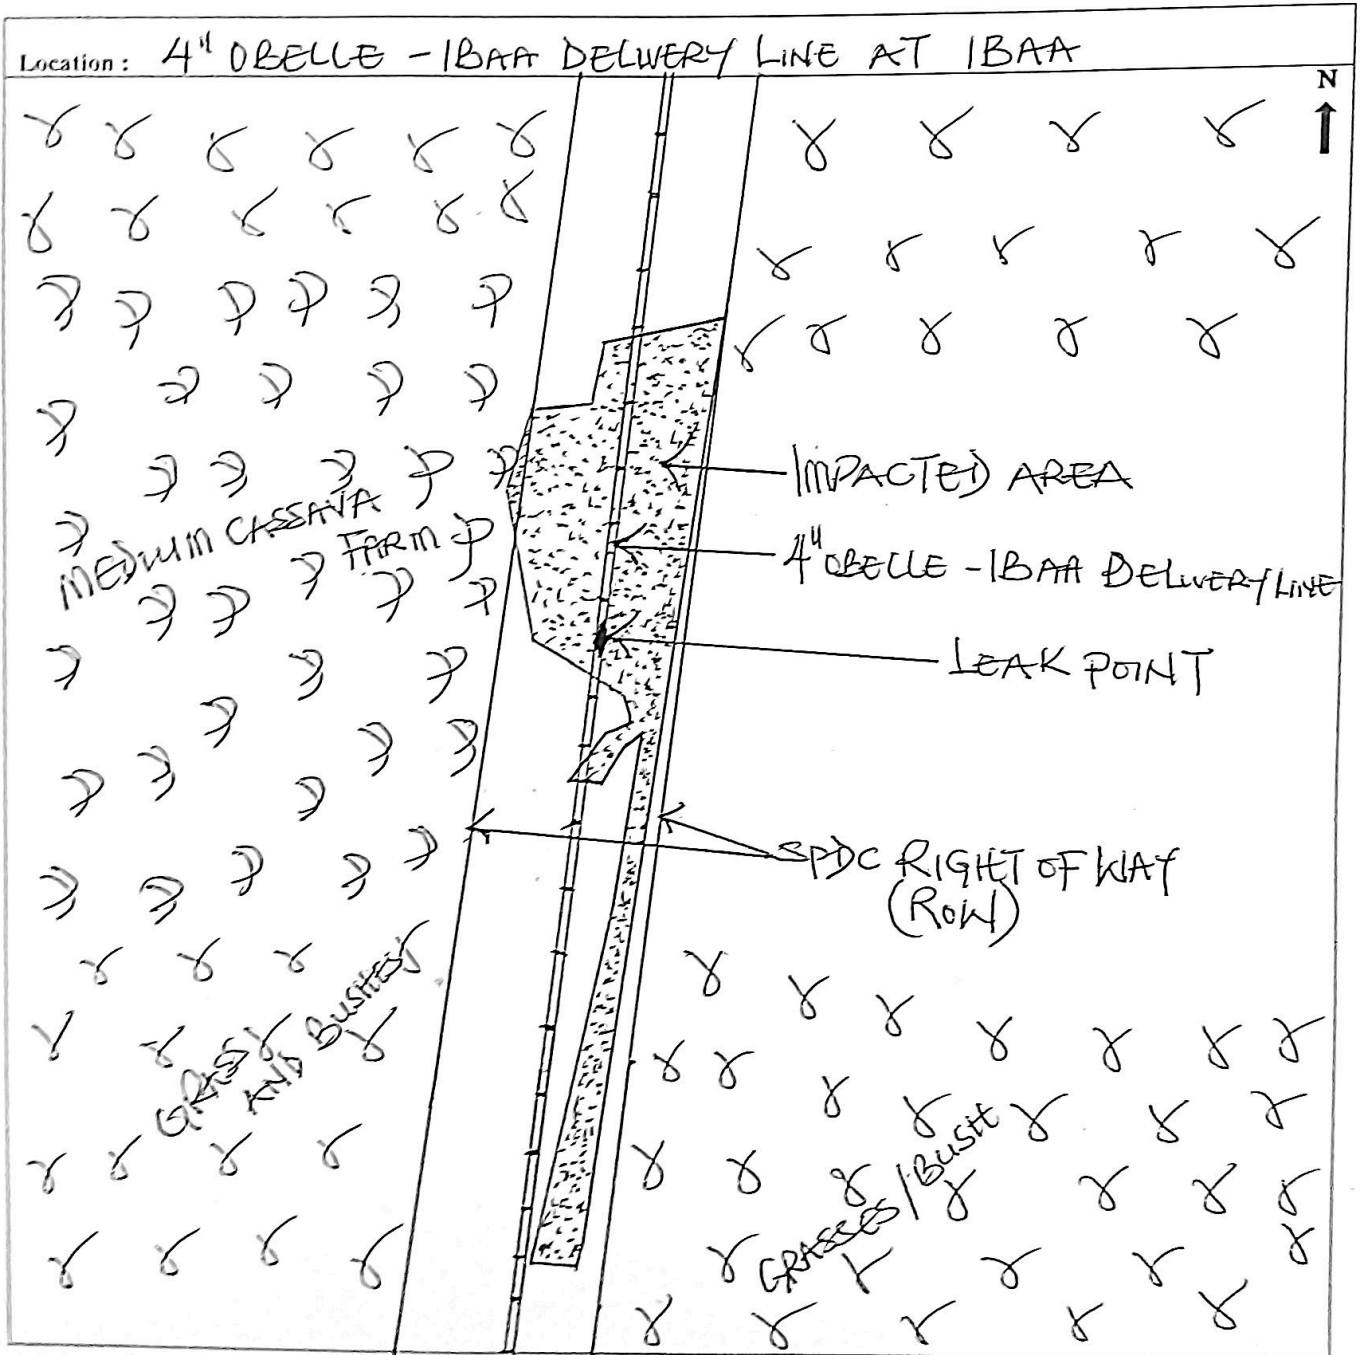 Location : 4" OBELLE - IBAA DELIVERY LINE AT IBAA
N
IMPACTED AREA
MEDIUM CASSAVA
FARM
4" OBELLE - IBAA DELIVERY LINE
LEAK POINT
SPDC RIGHT OF WAY
(ROW)
GRASS
AND BUSHES
GRASSES / BUSH